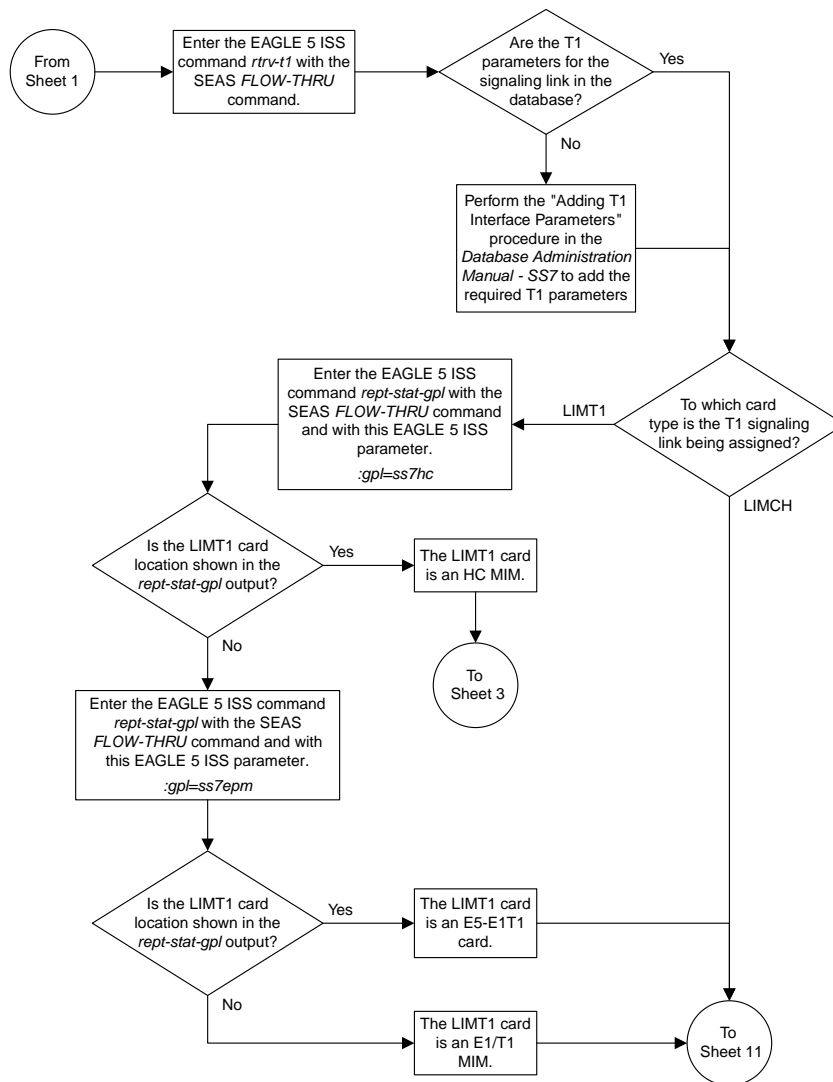 From
Sheet 1
Enter the EAGLE 5 ISS
command rtrv-t1 with the
SEAS FLOW-THRU
command.
Are the T1
parameters for the
signaling link in the
database?
Yes
No
Perform the "Adding T1
Interface Parameters"
procedure in the
Database Administration
Manual - SS7 to add the
required T1 parameters
To which card
type is the T1 signaling
link being assigned?
LIMT1
LIMCH
Enter the EAGLE 5 ISS
command rept-stat-gpl with the
SEAS FLOW-THRU command
and with this EAGLE 5 ISS
parameter.
:gpl=ss7hc
Is the LIMT1 card
location shown in the
rept-stat-gpl output?
Yes
The LIMT1 card
is an HC MIM.
To
Sheet 3
No
Enter the EAGLE 5 ISS command
rept-stat-gpl with the SEAS
FLOW-THRU command and with
this EAGLE 5 ISS parameter.
:gpl=ss7epm
Is the LIMT1 card
location shown in the
rept-stat-gpl output?
Yes
The LIMT1 card
is an E5-E1T1
card.
No
The LIMT1 card
is an E1/T1
MIM.
To
Sheet 11